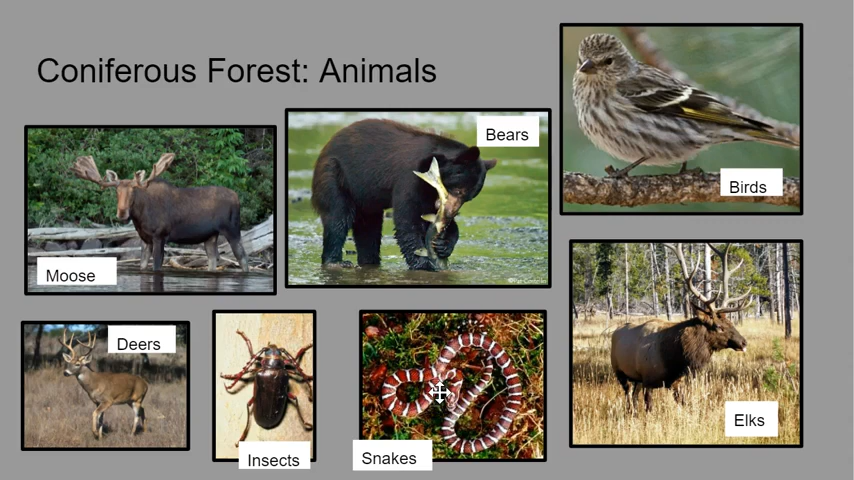 Coniferous Forest: Animals
Bears
Birds
Moose
Deers
Elks
Insects
Snakes